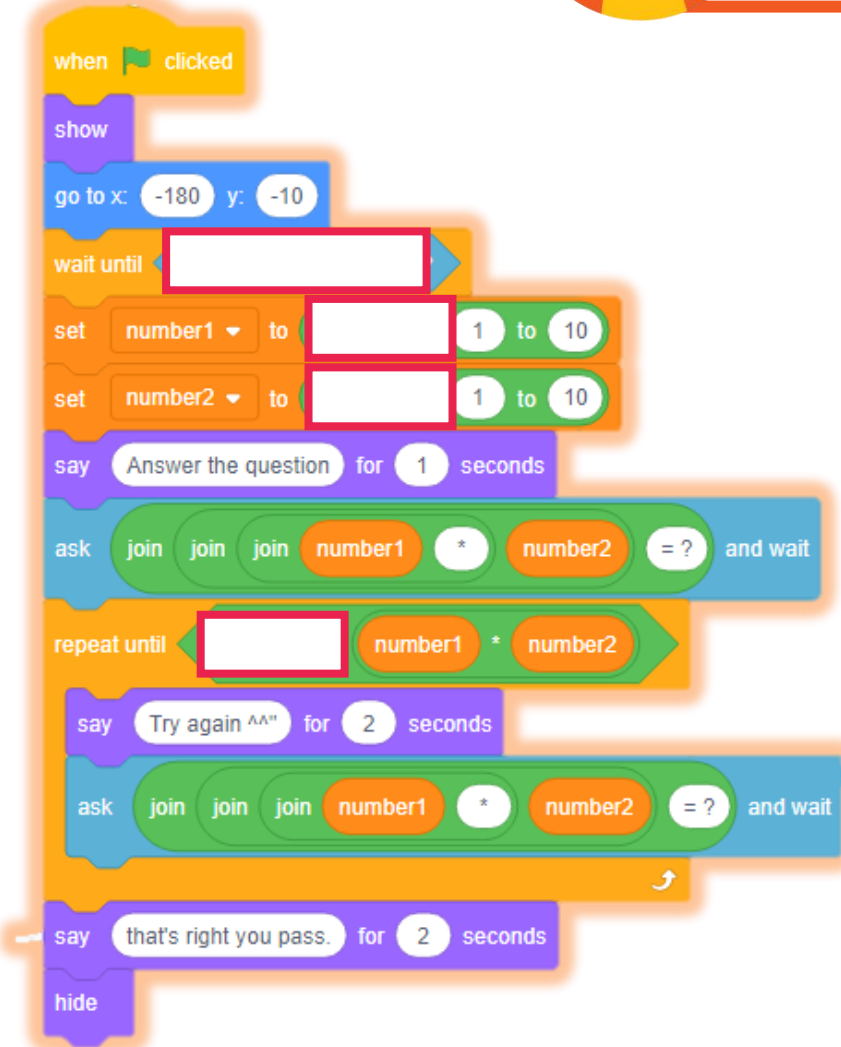 when clicked
show
go to x: -180 y: -10
wait until
set number1 to 1 to 10
set number2 to 1 to 10
say Answer the question for 1 seconds
ask join join join number1 * number2 = ? and wait
repeat until number1 * number2
say Try again ^^" for 2 seconds
ask join join join number1 * number2 = ? and wait
say that's right you pass. for 2 seconds
hide